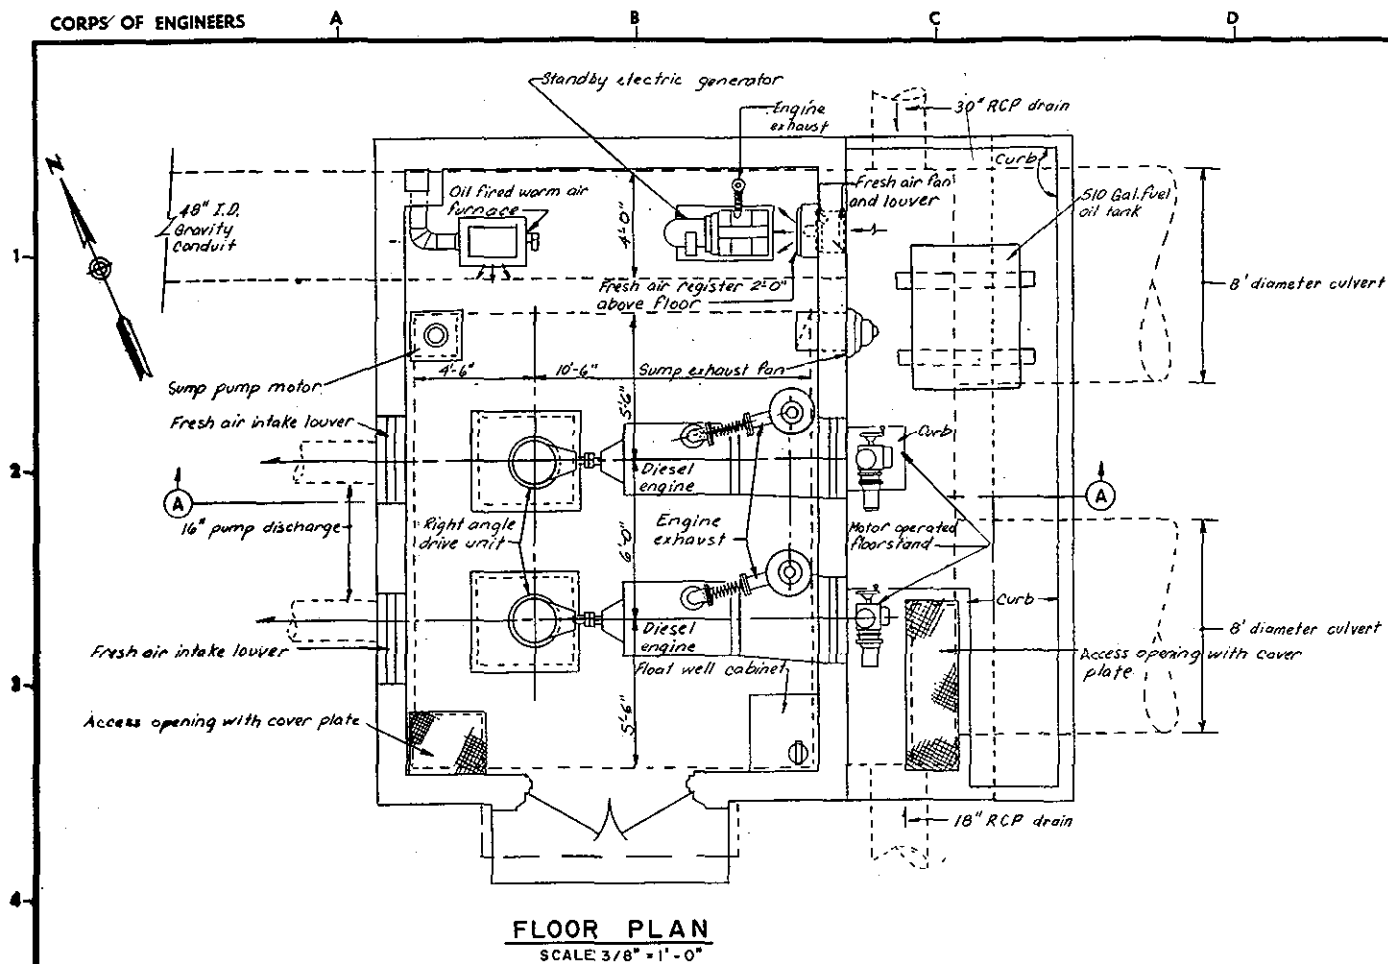 CORPS OF ENGINEERS
A
B
C
D
Standby electric generator
Engine
exhaust
30" RCP drain
Curb
N
48" I.D.
Gravity
Conduit
Oil fired warm air
furnace
4'-0"
Fresh air fan
and louver
510 Gal. fuel
oil tank
1
Fresh air register 2'-0"
above floor
8' diameter culvert
Sump pump motor
4'-6"
10'-6"
Sump exhaust fan
5'-6"
Fresh air intake louver
Curb
2
A
Diesel
engine
A
16" pump discharge
Right angle
drive unit
6'-0"
Engine
exhaust
Motor operated
floorstand
Curb
Diesel
engine
8' diameter culvert
Fresh air intake louver
Float well cabinet
Access opening with cover
plate
3
Access opening with cover plate
5'-6"
18" RCP drain
4
FLOOR PLAN
SCALE 3/8" = 1'-0"